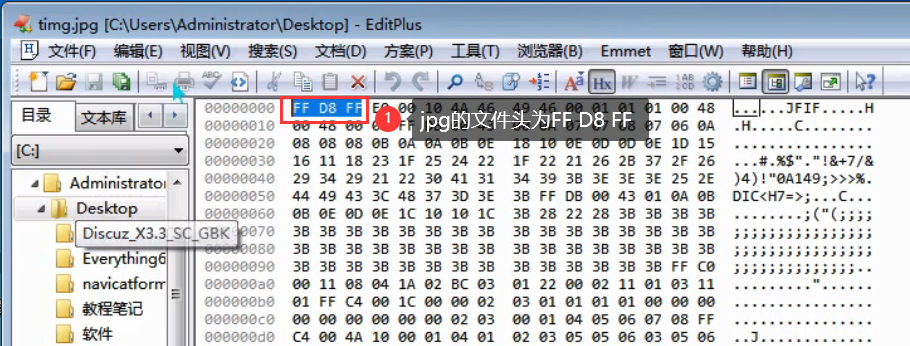 timg.jpg [C:\Users\Administrator\Desktop] - EditPlus
文件(F) 编辑(E) 视图(V) 搜索(S) 文档(D) 方案(P) 工具(T) 浏览器(B) Emmet 窗口(W) 帮助(H)
目录 文本库
[C:]
Administrator
Desktop
Discuz_X3.3_SC_GBK
Everything6
navicatform
教程笔记
软件
1 jpg的文件头为FF D8 FF
00000000 FF D8 FF E0 00 10 4A 46 49 46 00 01 01 01 00 48 ...JFIF.....H
00000010 00 48 00 00 FF 07 06 0A .H.....C........
00000020 08 08 08 0B 0A 0A 0B 0E 18 10 0E 0D 0D 0E 1D 15 ................
00000030 16 11 18 23 1F 25 24 22 1F 22 21 26 2B 37 2F 26 ...#.%$"."!&+7/&
00000040 29 34 29 21 22 30 41 31 34 39 3B 3E 3E 3E 25 2E )4)!"0A149;>>>%.
00000050 44 49 43 3C 48 37 3D 3E 3B FF DB 00 43 01 0A 0B DIC<H7=>;...C...
00000060 0B 0E 0D 0E 1C 10 10 1C 3B 28 22 28 3B 3B 3B 3B ........;("(;;;;
00000070 3B 3B 3B 3B 3B 3B 3B 3B 3B 3B 3B 3B 3B 3B 3B 3B ;;;;;;;;;;;;;;;;
00000080 3B 3B 3B 3B 3B 3B 3B 3B 3B 3B 3B 3B 3B 3B 3B 3B ;;;;;;;;;;;;;;;;
00000090 3B 3B 3B 3B 3B 3B 3B 3B 3B 3B 3B 3B 3B 3B FF C0 ;;;;;;;;;;;;;;..
000000a0 00 11 08 04 1A 02 BC 03 01 22 00 02 11 01 03 11 ........."......
000000b0 01 FF C4 00 1C 00 00 02 03 01 01 01 01 00 00 00 ................
000000c0 00 00 00 00 00 00 02 03 00 01 04 05 06 07 08 FF ................
000000d0 C4 00 4A 10 00 01 04 01 02 03 05 05 06 03 05 06 ..J.............